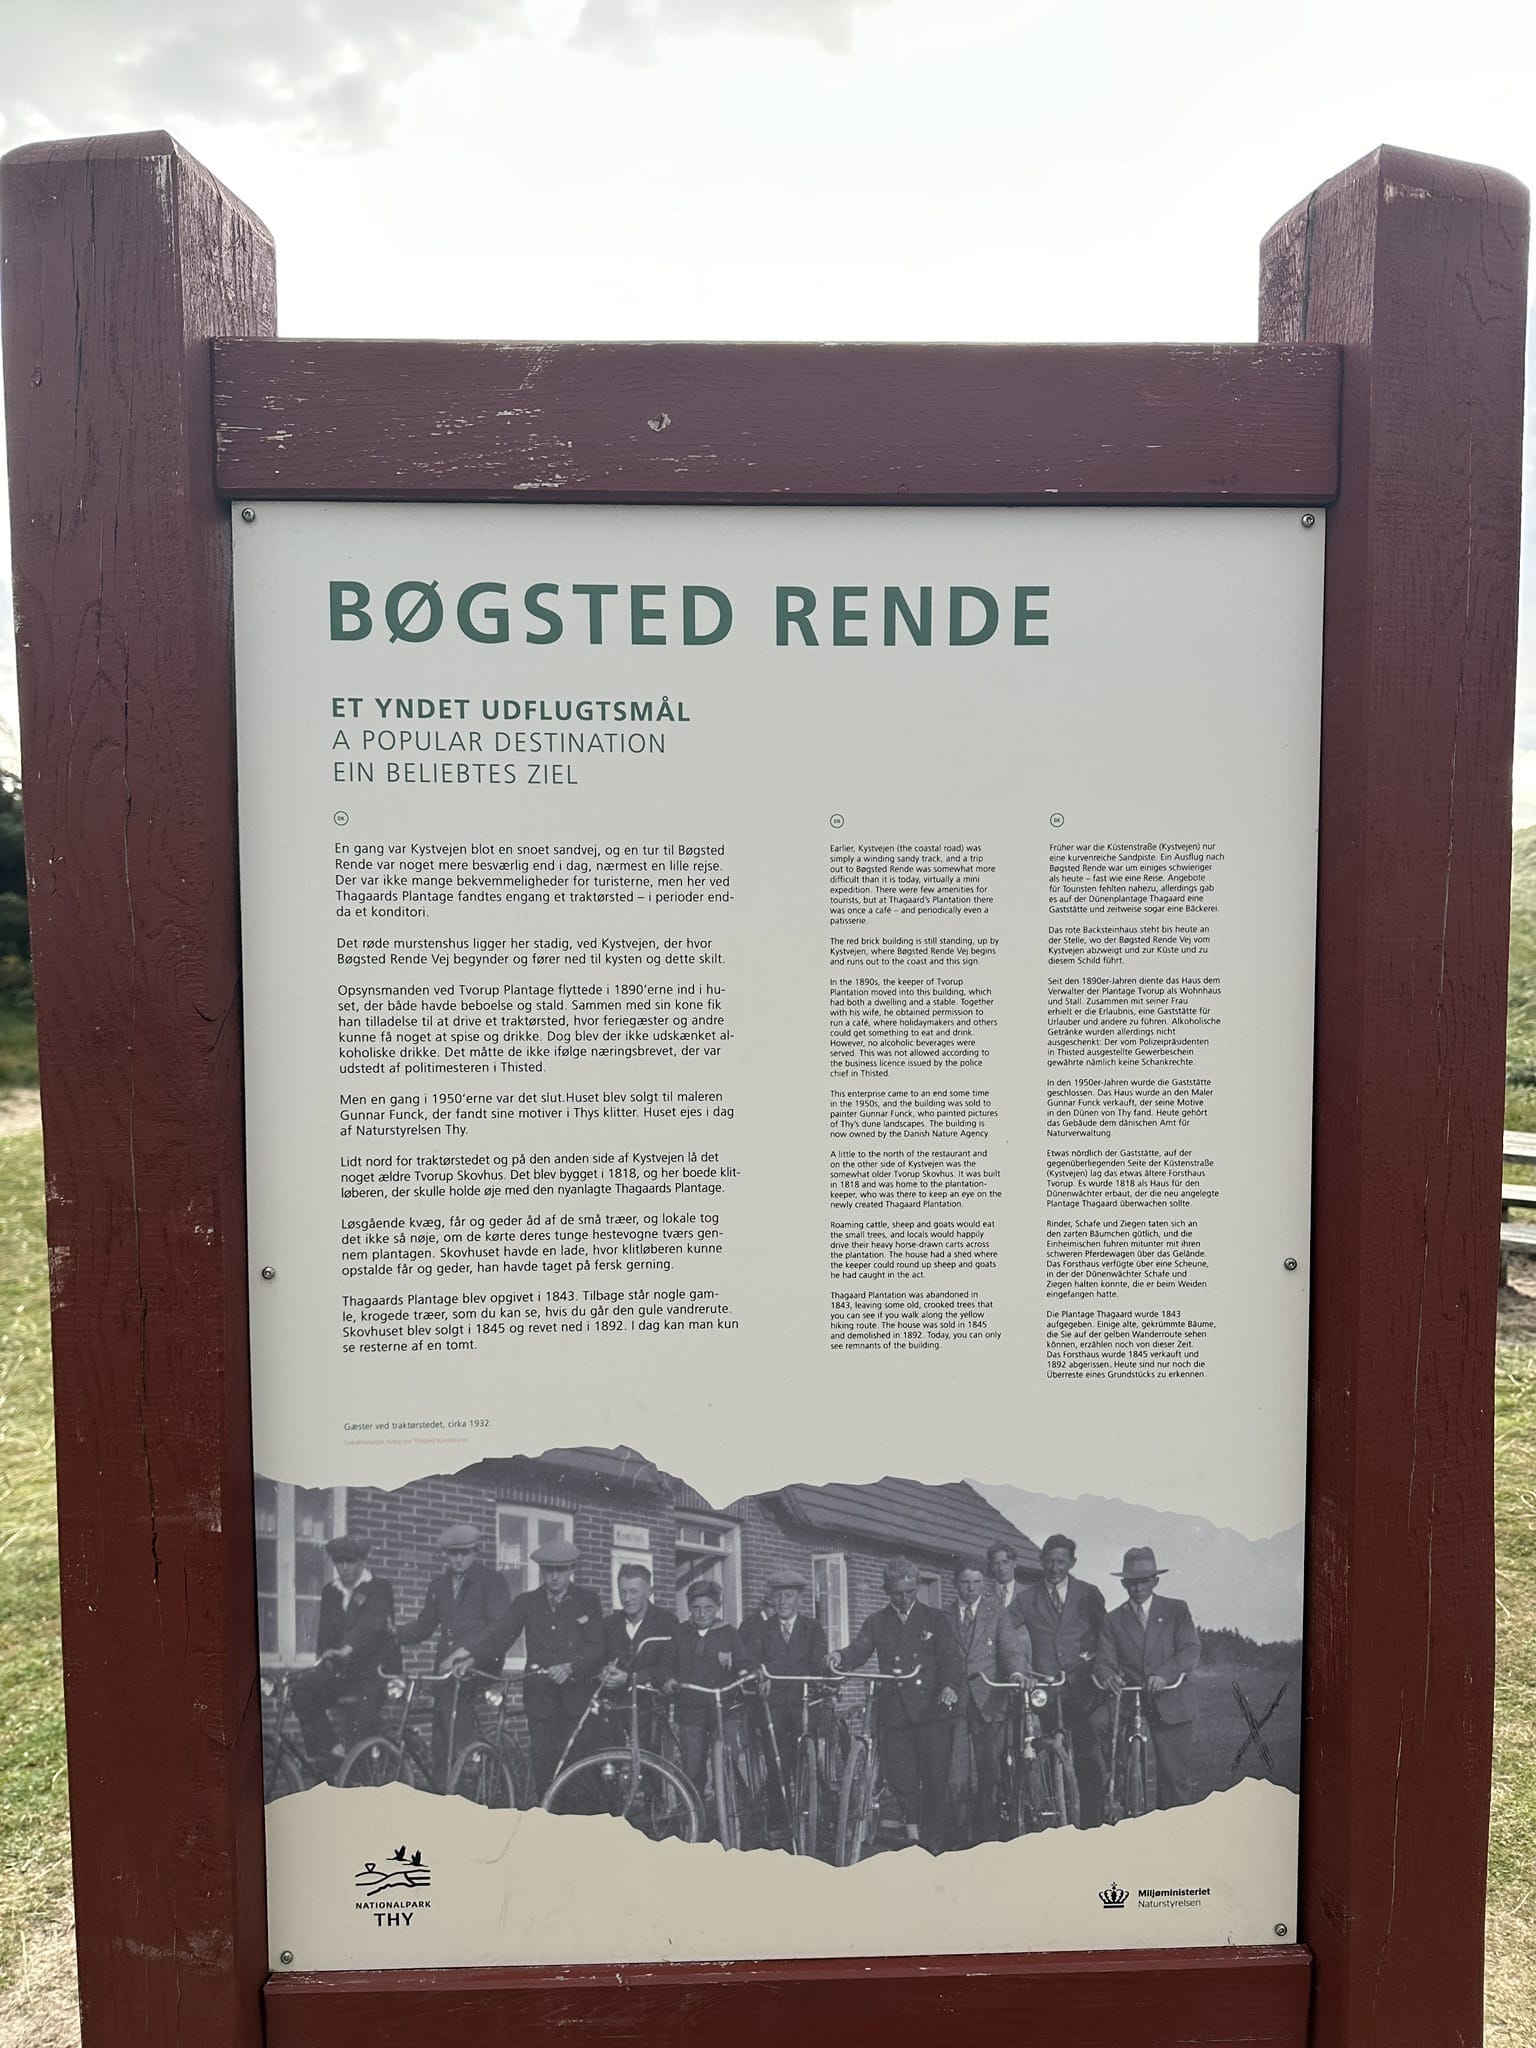 BØGSTED RENDE
ET YNDET UDFLUGTSMÅL
A POPULAR DESTINATION
EIN BELIEBTES ZIEL
DK
En gang var Kystvejen blot en snoet sandvej, og en tur til Bøgsted
Rende var noget mere besværlig end i dag, nærmest en lille rejse.
Der var ikke mange bekvemmeligheder for turisterne, men her ved
Thagaards Plantage fandtes engang et traktørsted – i perioder end-
da et konditori.
Det røde murstenshus ligger her stadig, ved Kystvejen, der hvor
Bøgsted Rende Vej begynder og fører ned til kysten og dette skilt.
Opsynsmanden ved Tvorup Plantage flyttede i 1890'erne ind i hu-
set, der både havde beboelse og stald. Sammen med sin kone fik
han tilladelse til at drive et traktørsted, hvor feriegæster og andre
kunne få noget at spise og drikke. Dog blev der ikke udskænket al-
koholiske drikke. Det måtte de ikke ifølge næringsbrevet, der var
udstedt af politimesteren i Thisted.
Men en gang i 1950'erne var det slut.Huset blev solgt til maleren
Gunnar Funck, der fandt sine motiver i Thys klitter. Huset ejes i dag
af Naturstyrelsen Thy.
Lidt nord for traktørstedet og på den anden side af Kystvejen lå det
noget ældre Tvorup Skovhus. Det blev bygget i 1818, og her boede klit-
løberen, der skulle holde øje med den nyanlagte Thagaards Plantage.
Løsgående kvæg, får og geder åd af de små træer, og lokale tog
det ikke så nøje, om de kørte deres tunge hestevogne tværs gen-
nem plantagen. Skovhuset havde en lade, hvor klitløberen kunne
opstalde får og geder, han havde taget på fersk gerning.
Thagaards Plantage blev opgivet i 1843. Tilbage står nogle gam-
le, krogede træer, som du kan se, hvis du går den gule vandrerute.
Skovhuset blev solgt i 1845 og revet ned i 1892. I dag kan man kun
se resterne af en tomt.
EN
Earlier, Kystvejen (the coastal road) was
simply a winding sandy track, and a trip
out to Bøgsted Rende was somewhat more
difficult than it is today, virtually a mini
expedition. There were few amenities for
tourists, but at Thagaard's Plantation there
was once a café – and periodically even a
patisserie.
The red brick building is still standing, up by
Kystvejen, where Bøgsted Rende Vej begins
and runs out to the coast and this sign.
In the 1890s, the keeper of Tvorup
Plantation moved into this building, which
had both a dwelling and a stable. Together
with his wife, he obtained permission to
run a café, where holidaymakers and others
could get something to eat and drink.
However, no alcoholic beverages were
served. This was not allowed according to
the business licence issued by the police
chief in Thisted.
This enterprise came to an end some time
in the 1950s, and the building was sold to
painter Gunnar Funck, who painted pictures
of Thy's dune landscapes. The building is
now owned by the Danish Nature Agency.
A little to the north of the restaurant and
on the other side of Kystvejen was the
somewhat older Tvorup Skovhus. It was built
in 1818 and was home to the plantation-
keeper, who was there to keep an eye on the
newly created Thagaard Plantation.
Roaming cattle, sheep and goats would eat
the small trees, and locals would happily
drive their heavy horse-drawn carts across
the plantation. The house had a shed where
the keeper could round up sheep and goats
he had caught in the act.
Thagaard Plantation was abandoned in
1843, leaving some old, crooked trees that
you can see if you walk along the yellow
hiking route. The house was sold in 1845
and demolished in 1892. Today, you can only
see remnants of the building.
DE
Früher war die Küstenstraße (Kystvejen) nur
eine kurvenreiche Sandpiste. Ein Ausflug nach
Bøgsted Rende war um einiges schwieriger
als heute – fast wie eine Reise. Angebote
für Touristen fehlten nahezu, allerdings gab
es auf der Dünenplantage Thagaard eine
Gaststätte und zeitweise sogar eine Bäckerei.
Das rote Backsteinhaus steht bis heute an
der Stelle, wo der Bøgsted Rende Vej vom
Kystvejen abzweigt und zur Küste und zu
diesem Schild führt.
Seit den 1890er-Jahren diente das Haus dem
Verwalter der Plantage Tvorup als Wohnhaus
und Stall. Zusammen mit seiner Frau
erhielt er die Erlaubnis, eine Gaststätte für
Urlauber und andere zu führen. Alkoholische
Getränke wurden allerdings nicht
ausgeschenkt: Der vom Polizeipräsidenten
in Thisted ausgestellte Gewerbeschein
gewährte nämlich keine Schankrechte.
In den 1950er-Jahren wurde die Gaststätte
geschlossen. Das Haus wurde an den Maler
Gunnar Funck verkauft, der seine Motive
in den Dünen von Thy fand. Heute gehört
das Gebäude dem dänischen Amt für
Naturverwaltung.
Etwas nördlich der Gaststätte, auf der
gegenüberliegenden Seite der Küstenstraße
(Kystvejen) lag das etwas ältere Forsthaus
Tvorup. Es wurde 1818 als Haus für den
Dünenwächter erbaut, der die neu angelegte
Plantage Thagaard überwachen sollte.
Rinder, Schafe und Ziegen taten sich an
den zarten Bäumchen gütlich, und die
Einheimischen fuhren mitunter mit ihren
schweren Pferdewagen über das Gelände.
Das Forsthaus verfügte über eine Scheune,
in der der Dünenwächter Schafe und
Ziegen halten konnte, die er beim Weiden
eingefangen hatte.
Die Plantage Thagaard wurde 1843
aufgegeben. Einige alte, gekrümmte Bäume,
die Sie auf der gelben Wanderroute sehen
können, erzählen noch von dieser Zeit.
Das Forsthaus wurde 1845 verkauft und
1892 abgerissen. Heute sind nur noch die
Überreste eines Grundstücks zu erkennen.
Gæster ved traktørstedet, cirka 1932.
Lokalhistorisk Arkiv for Thisted Kommune
Konditori
NATIONALPARK
THY
Miljøministeriet
Naturstyrelsen